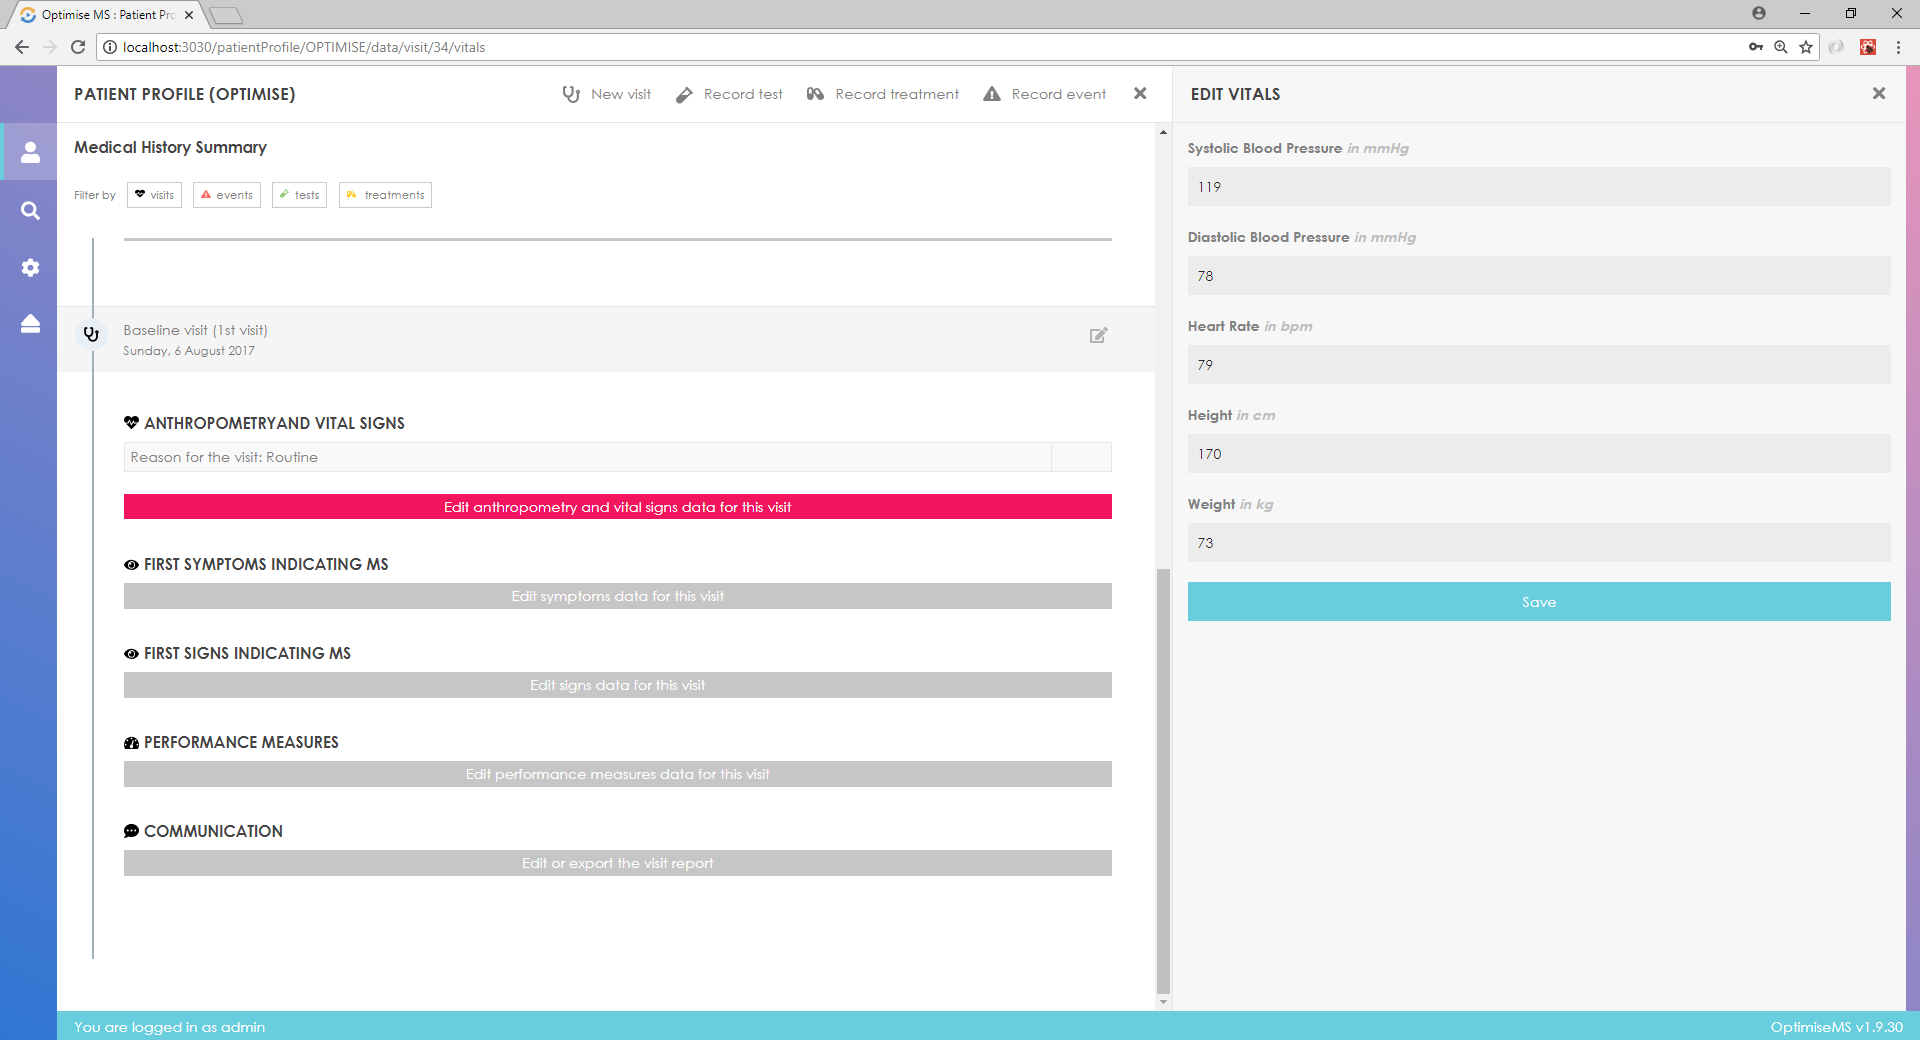 Optimise MS : Patient Pro
localhost:3030/patientProfile/OPTIMISE/data/visit/34/vitals
PATIENT PROFILE (OPTIMISE)
New visit
Record test
Record treatment
Record event
Medical History Summary
Filter by
visits
events
tests
treatments
Baseline visit (1st visit)
Sunday, 6 August 2017
ANTHROPOMETRYAND VITAL SIGNS
Reason for the visit: Routine
Edit anthropometry and vital signs data for this visit
FIRST SYMPTOMS INDICATING MS
Edit symptoms data for this visit
FIRST SIGNS INDICATING MS
Edit signs data for this visit
PERFORMANCE MEASURES
Edit performance measures data for this visit
COMMUNICATION
Edit or export the visit report
EDIT VITALS
Systolic Blood Pressure in mmHg
119
Diastolic Blood Pressure in mmHg
78
Heart Rate in bpm
79
Height in cm
170
Weight in kg
73
Save
You are logged in as admin
OptimiseMS v1.9.30